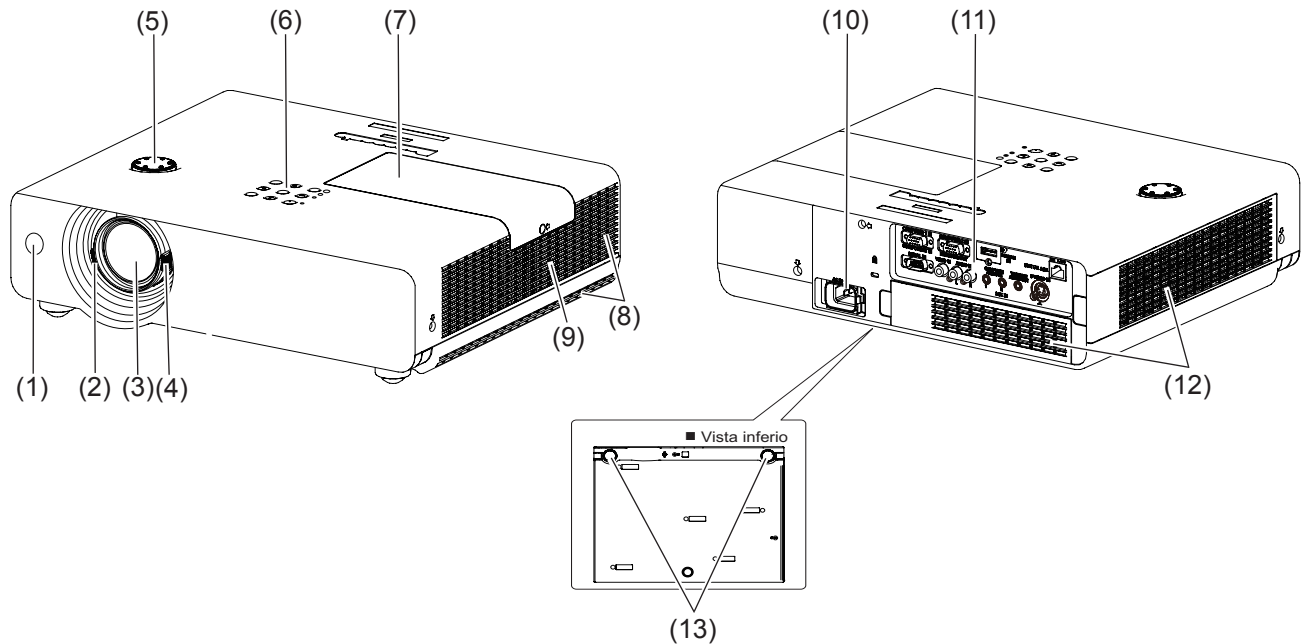 (5) (6) (7) (10) (11)
(1) (2) (3) (4) (9) (8) (12)
■ Vista inferio
(13)